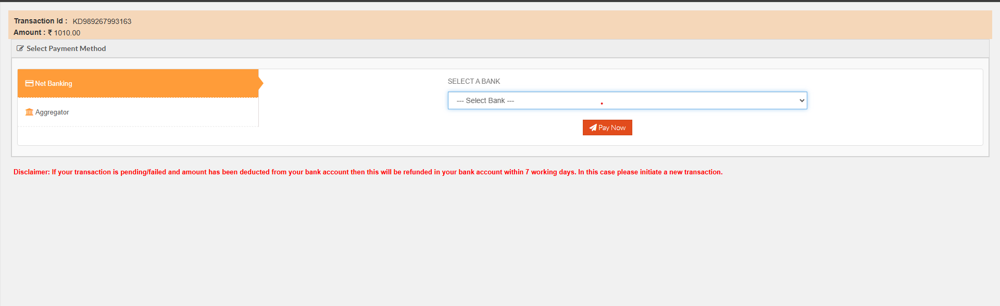 Transaction Id : KD989267993163
Amount : ₹ 1010.00
Select Payment Method
Net Banking
Aggregator
SELECT A BANK
--- Select Bank ---
Pay Now
Disclaimer: If your transaction is pending/failed and amount has been deducted from your bank account then this will be refunded in your bank account within 7 working days. In this case please initiate a new transaction.